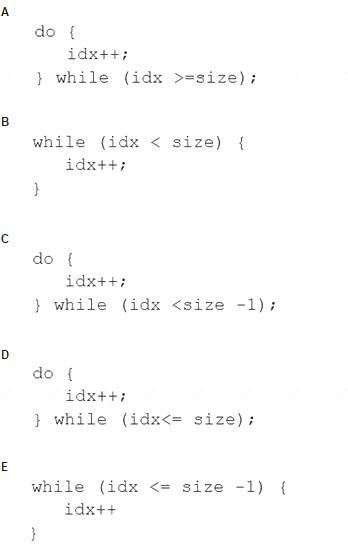 A
do {
idx++;
} while (idx >=size);
B
while (idx < size) {
idx++;
}
C
do {
idx++;
} while (idx <size -1);
D
do {
idx++;
} while (idx<= size);
E
while (idx <= size -1) {
idx++
}